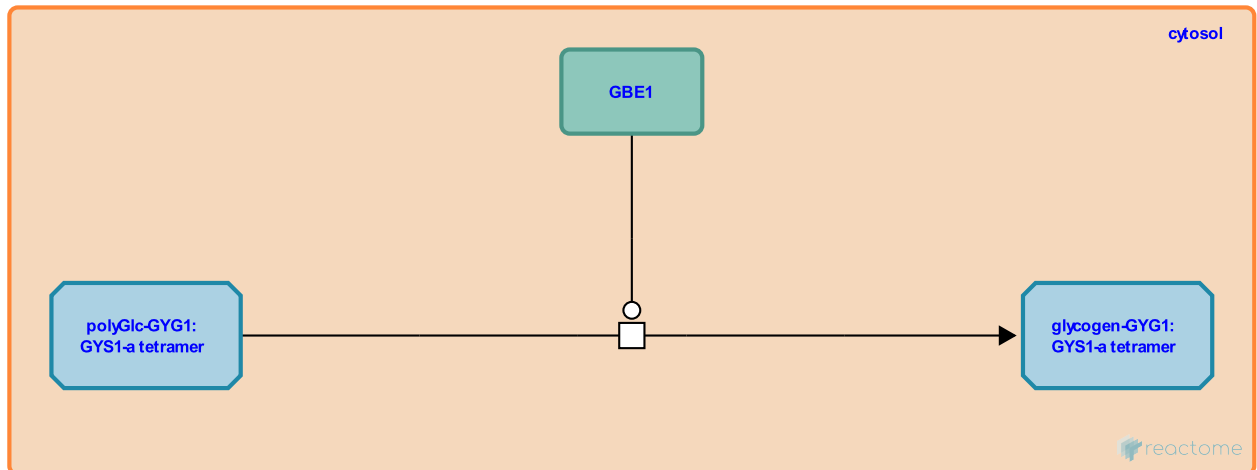 cytosol
GBE1
polyGlc-GYG1:
GYS1-a tetramer
glycogen-GYG1:
GYS1-a tetramer
reactome